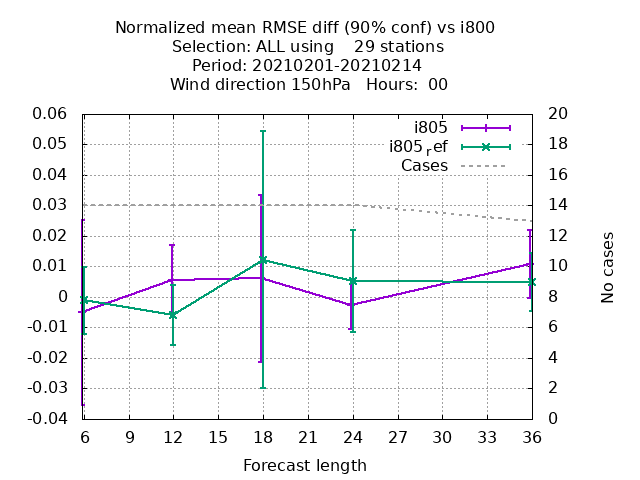 Normalized mean RMSE diff (90% conf) vs i800
Selection: ALL using    29 stations
Period: 20210201-20210214
Wind direction 150hPa   Hours:  00
0.06
0.05
0.04
0.03
0.02
0.01
0
-0.01
-0.02
-0.03
-0.04
i805
i805ref
Cases
20
18
16
14
12
10
8
6
4
2
0
No cases
6 9 12 15 18 21 24 27 30 33 36
Forecast length